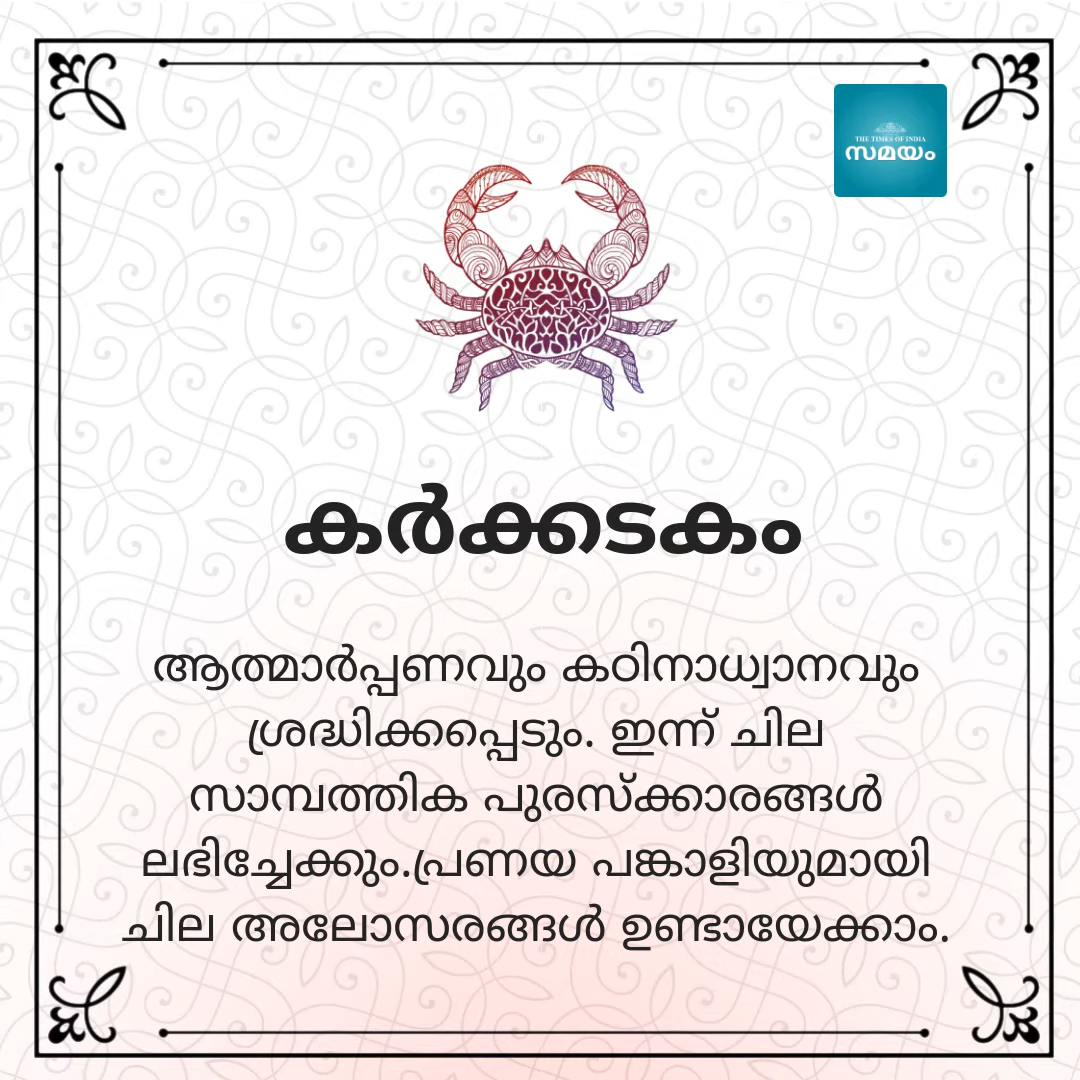 THE TIMES OF INDIA
സമയം
കർക്കടകം
ആത്മാർപ്പണവും കഠിനാധ്വാനവും
ശ്രദ്ധിക്കപ്പെടും. ഇന്ന് ചില
സാമ്പത്തിക പുരസ്ക്കാരങ്ങൾ
ലഭിച്ചേക്കും.പ്രണയ പങ്കാളിയുമായി
ചില അലോസരങ്ങൾ ഉണ്ടായേക്കാം.